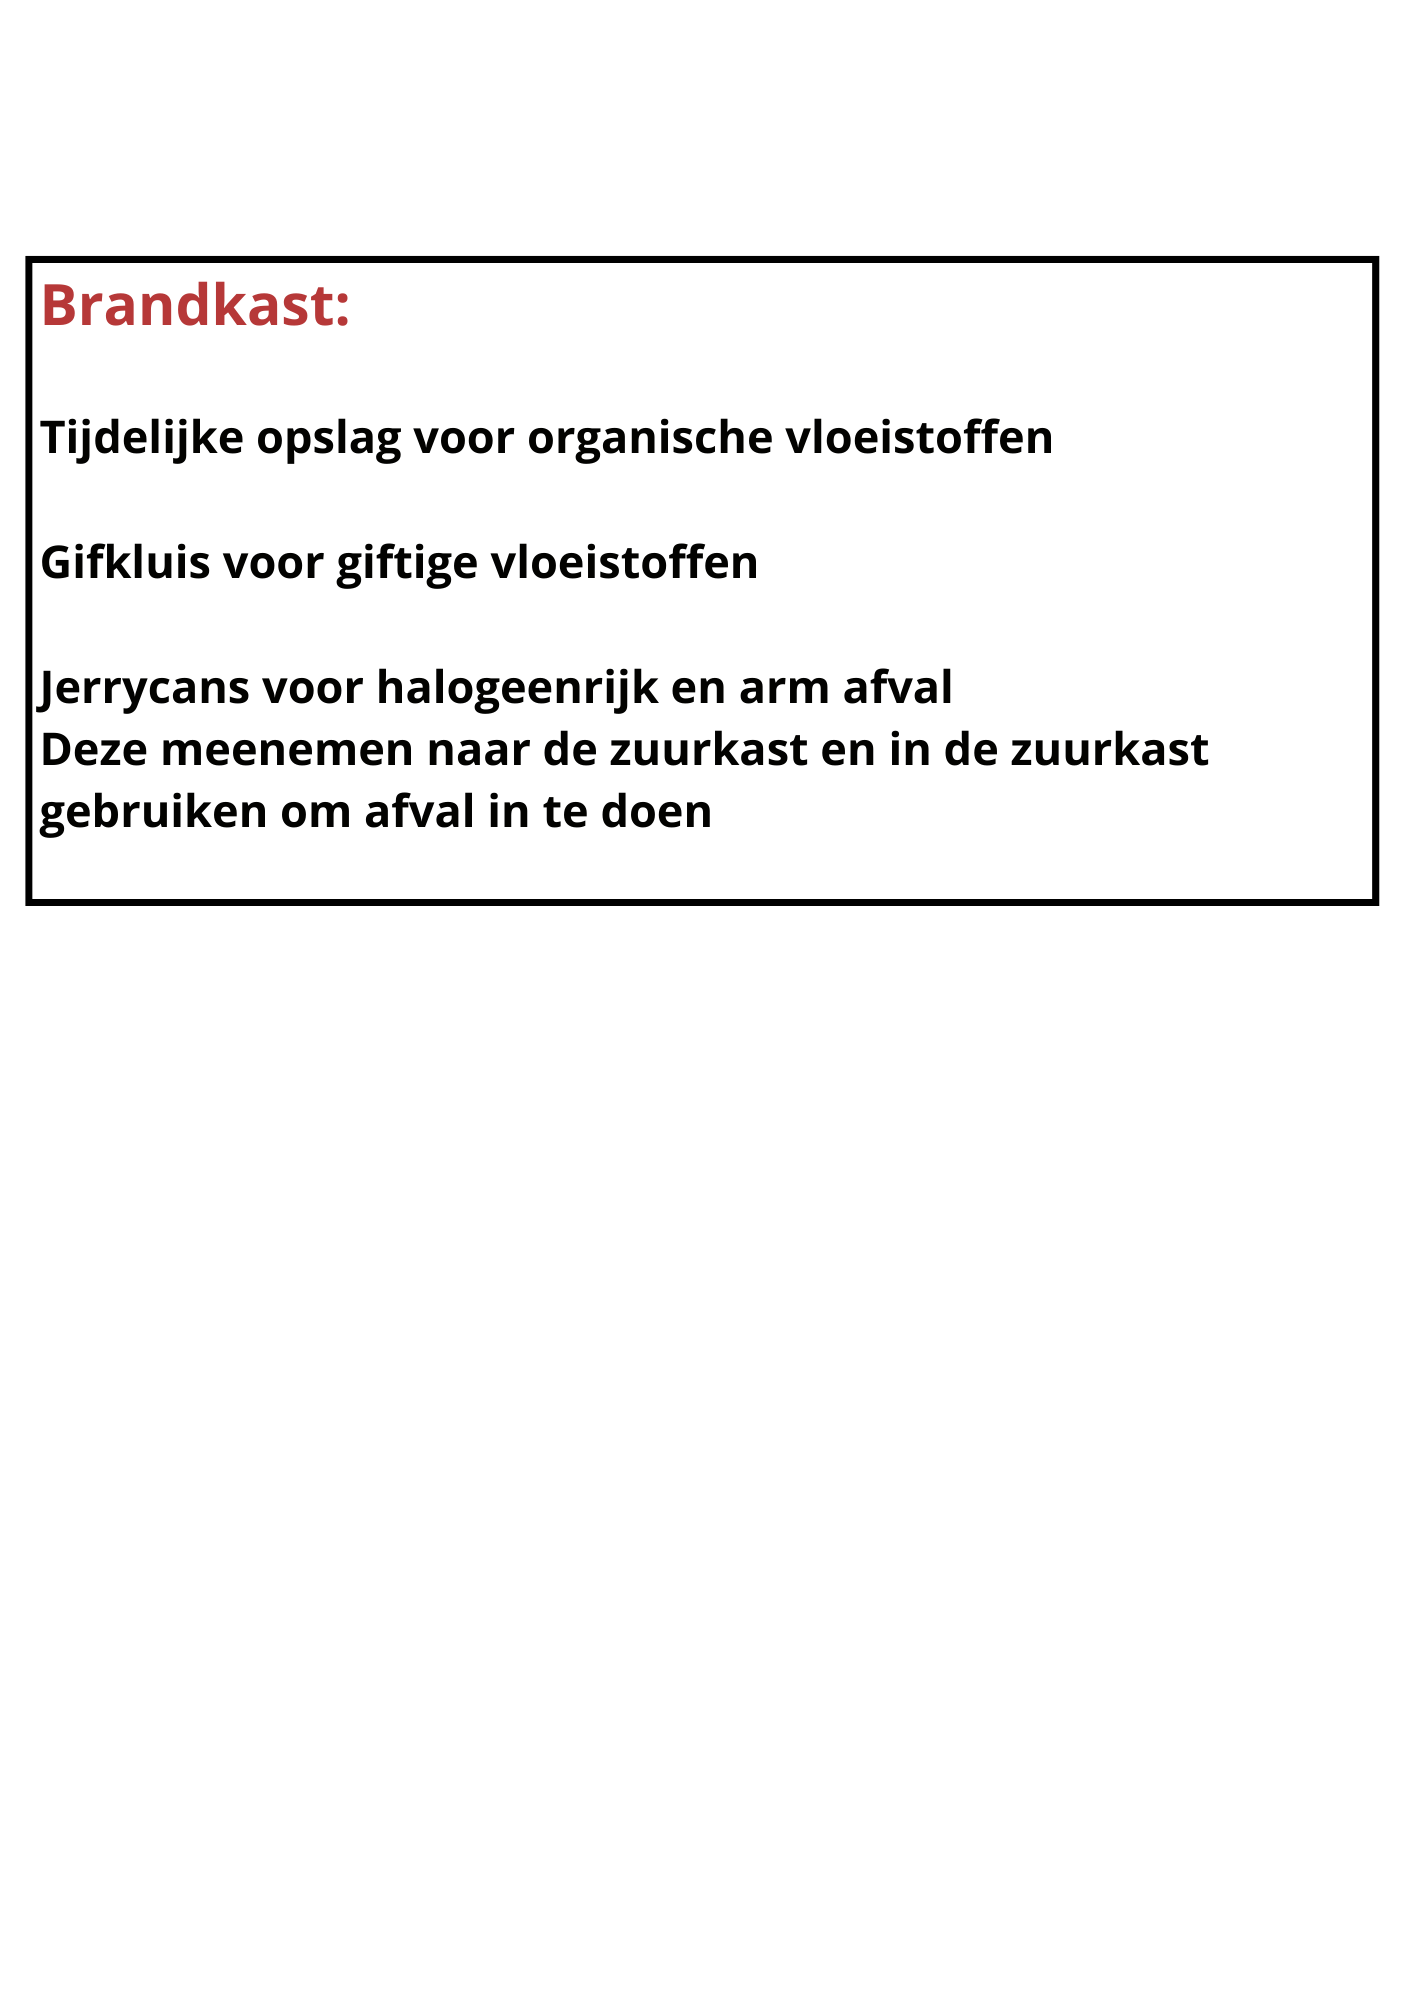 Brandkast:
Tijdelijke opslag voor organische vloeistoffen
Gifkluis voor giftige vloeistoffen
Jerrycans voor halogeenrijk en arm afval
Deze meenemen naar de zuurkast en in de zuurkast
gebruiken om afval in te doen